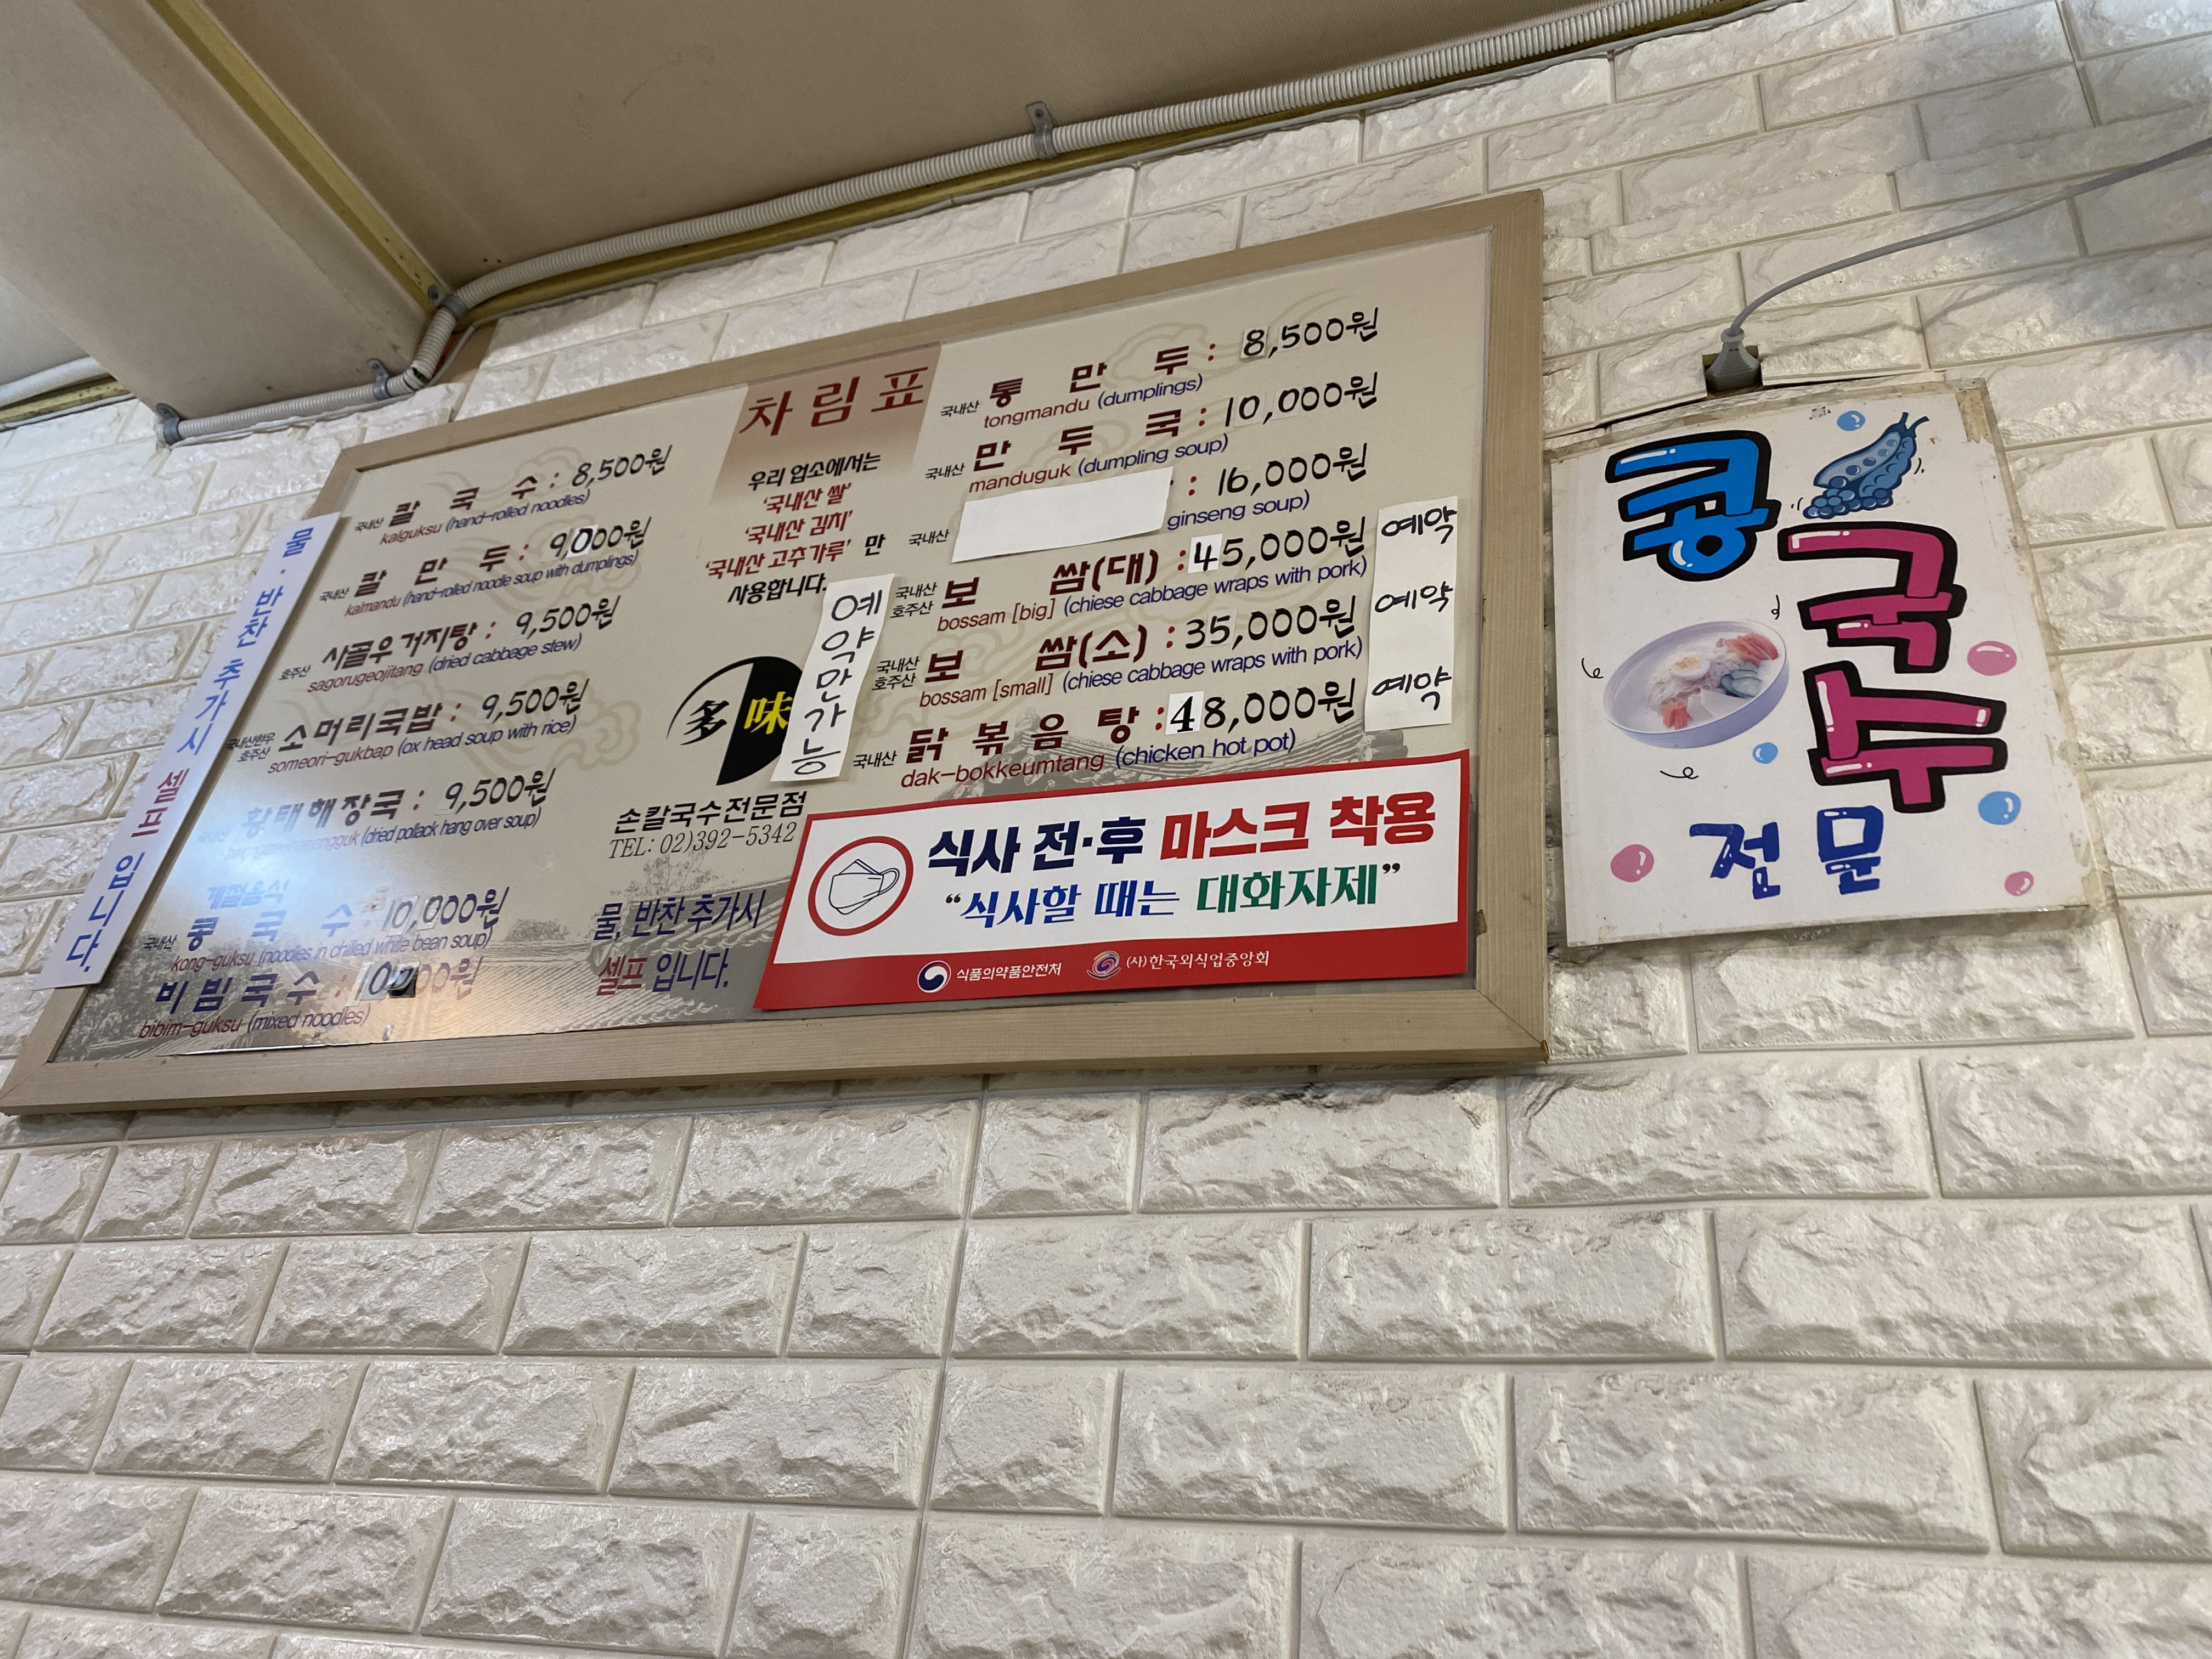 물·반찬 추가시 셀프 입니다.
국내산 칼국수 : 8,500원
kalguksu (hand-rolled noodles)
국내산 칼만두 : 9,000원
kalmandu (hand-rolled noodle soup with dumplings)
호주산 사골우거지탕 : 9,500원
sagorugeojitang (dried cabbage stew)
국내산한우 호주산 소머리국밥 : 9,500원
someori-gukbap (ox head soup with rice)
황태해장국 : 9,500원
(dried pollack hang over soup)
계절음식
국내산 콩국수 : 10,000원
kong-guksu (noodles in chilled white bean soup)
비빔국수 :
bibim-guksu (mixed noodles)
차림표
우리 업소에서는
'국내산 쌀'
'국내산 김치'
'국내산 고추가루' 만
사용합니다.
多味
예약만가능
손칼국수전문점
TEL: 02)392-5342
물, 반찬 추가시
셀프 입니다.
국내산 통만두 : 8,500원
tongmandu (dumplings)
국내산 만두국 : 10,000원
manduguk (dumpling soup)
국내산 : 16,000원
ginseng soup)
국내산 호주산 보쌈(대) : 45,000원 예약
bossam [big] (chiese cabbage wraps with pork)
국내산 호주산 보쌈(소) : 35,000원 예약
bossam [small] (chiese cabbage wraps with pork)
국내산 닭볶음탕 : 48,000원 예약
dak-bokkeumtang (chicken hot pot)
식사 전·후 마스크 착용
"식사할 때는 대화자제"
식품의약품안전처 (사)한국외식업중앙회
콩국수
전문